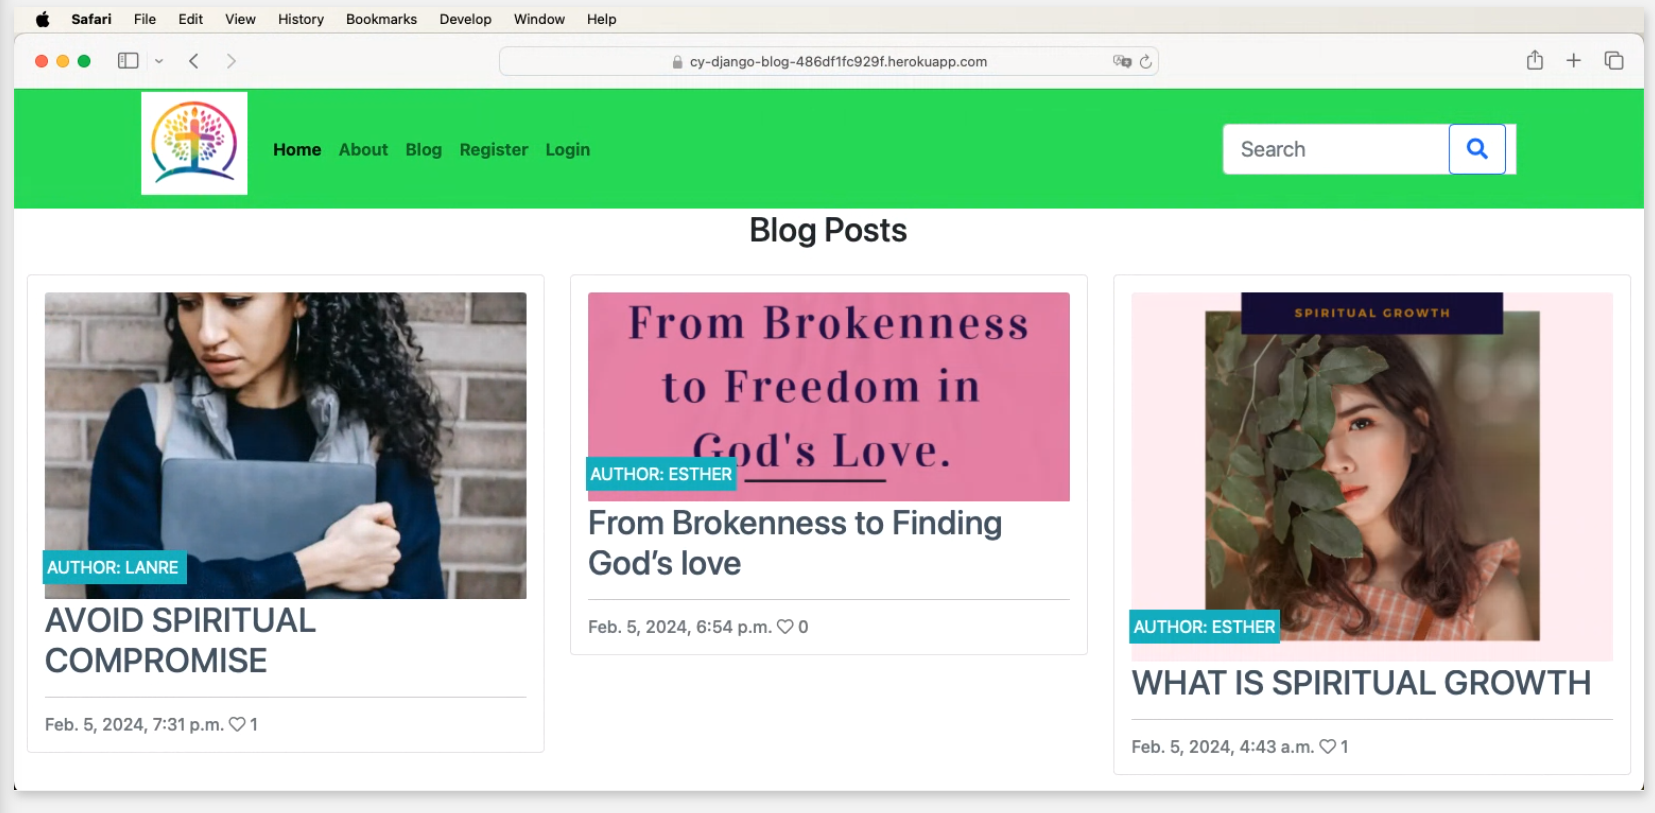 Safari File Edit View History Bookmarks Develop Window Help
cy-django-blog-486df1fc929f.herokuapp.com
Home About Blog Register Login
Search
Blog Posts
AUTHOR: LANRE
AVOID SPIRITUAL
COMPROMISE
Feb. 5, 2024, 7:31 p.m. 1
From Brokenness
to Freedom in
God's Love.
AUTHOR: ESTHER
From Brokenness to Finding
God’s love
Feb. 5, 2024, 6:54 p.m. 0
SPIRITUAL GROWTH
AUTHOR: ESTHER
WHAT IS SPIRITUAL GROWTH
Feb. 5, 2024, 4:43 a.m. 1